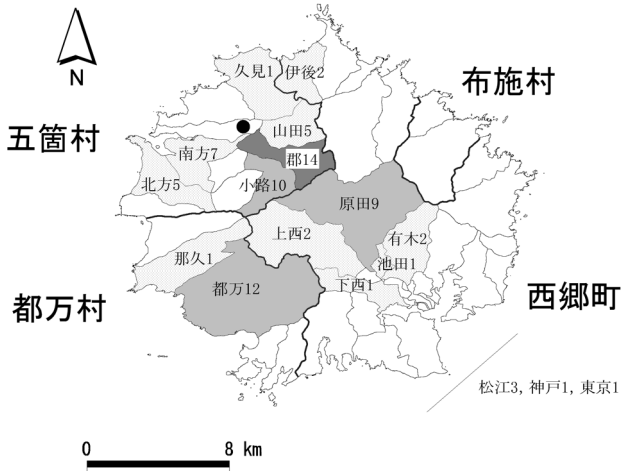 N
久見1
伊後2
布施村
五箇村
山田5
南方7
郡14
北方5
小路10
原田9
上西2
有木2
那久1
池田1
都万12
下西1
都万村
西郷町
松江3, 神戸1, 東京1
0 8 km